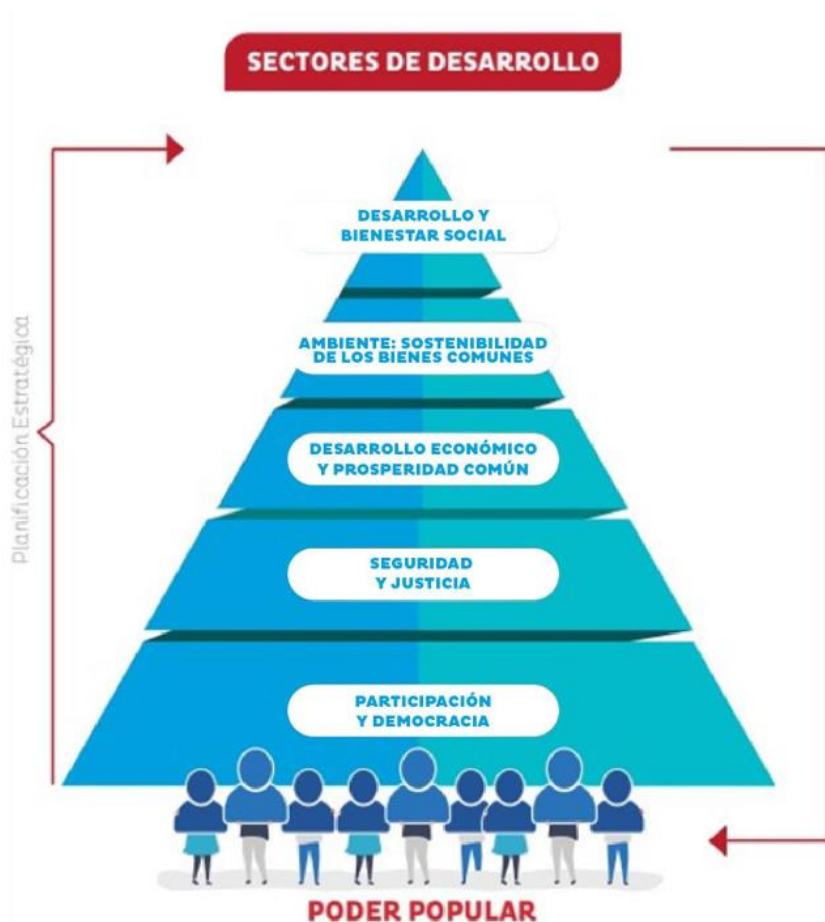 SECTORES DE DESARROLLO
DESARROLLO Y
BIENESTAR SOCIAL
AMBIENTE: SOSTENIBILIDAD
DE LOS BIENES COMUNES
Planificación Estratégica
DESARROLLO ECONÓMICO
Y PROSPERIDAD COMÚN
SEGURIDAD
Y JUSTICIA
PARTICIPACIÓN
Y DEMOCRACIA
PODER POPULAR